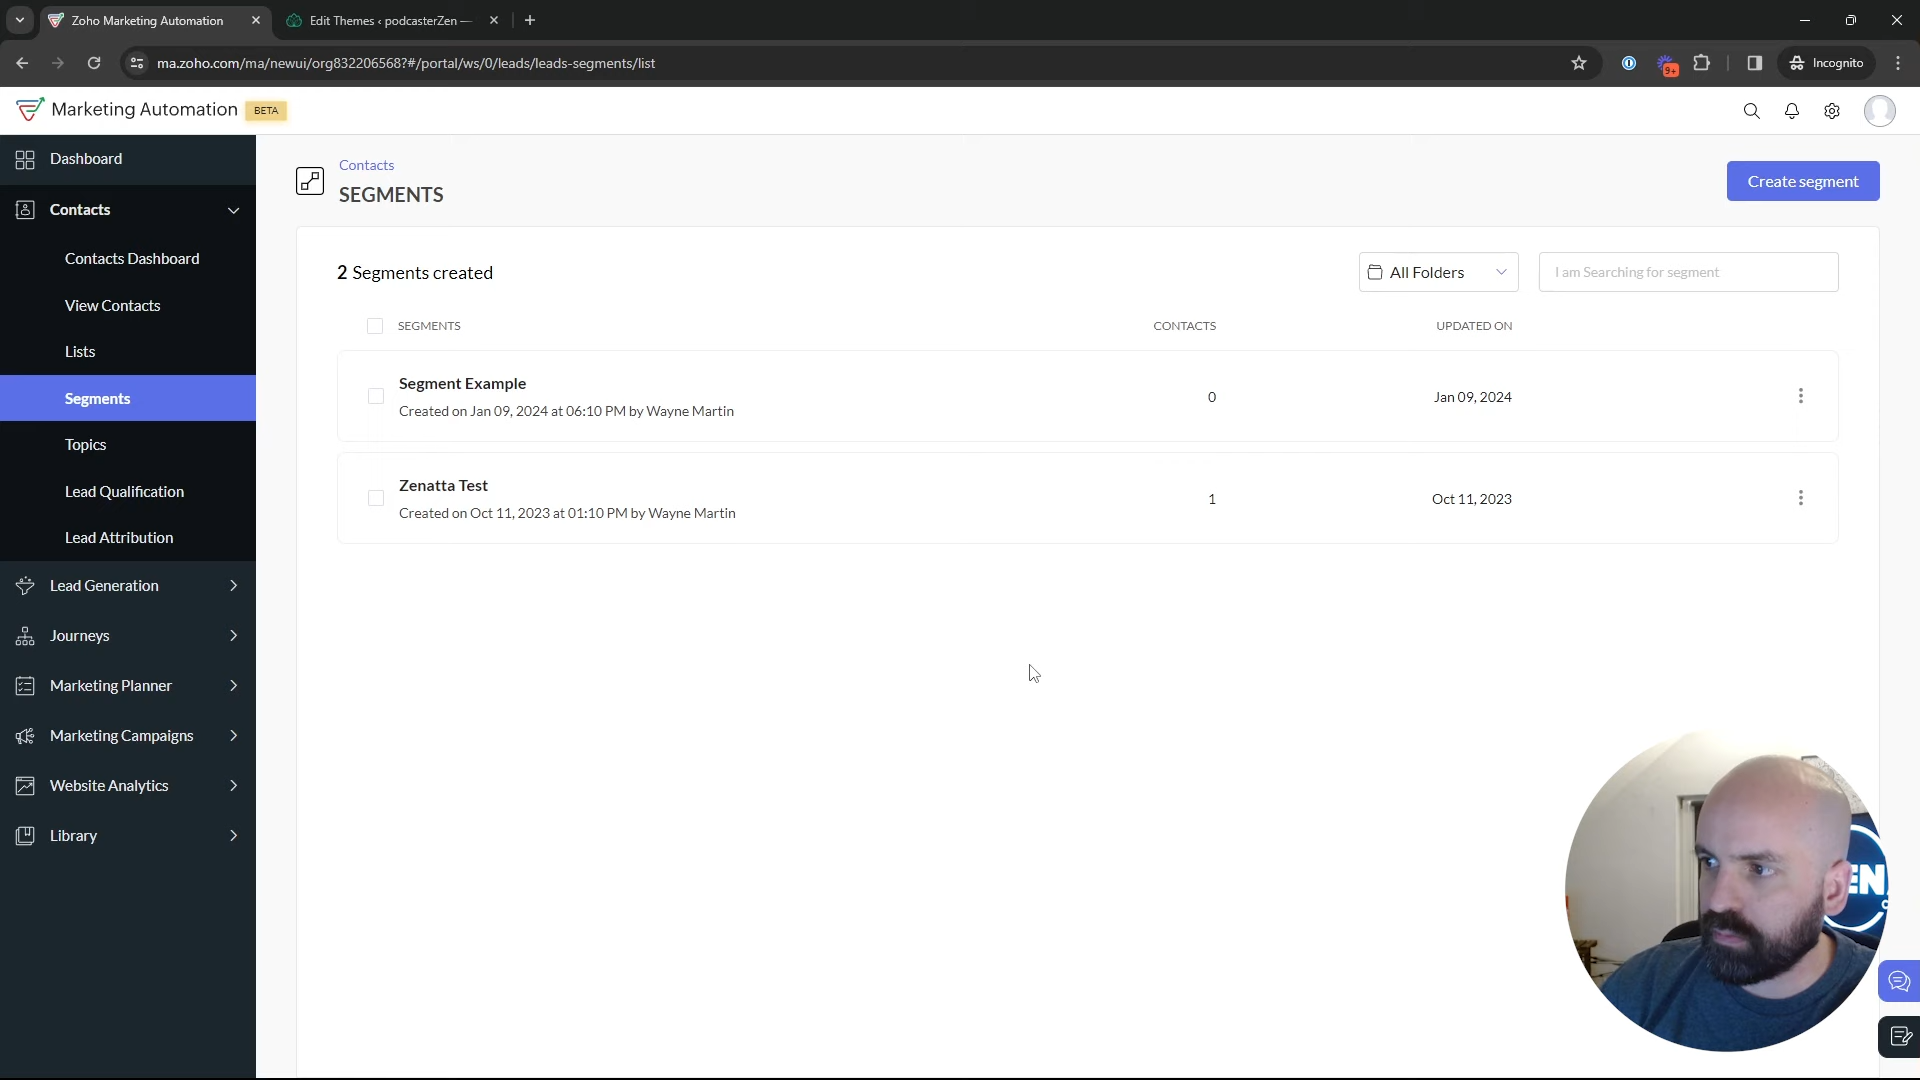 Zoho Marketing Automation
Edit Themes ‹ podcasterZen —
ma.zoho.com/ma/newui/org832206568?#/portal/ws/0/leads/leads-segments/list
9+
Incognito
Marketing Automation BETA
Dashboard
Contacts
Contacts Dashboard
View Contacts
Lists
Segments
Topics
Lead Qualification
Lead Attribution
Lead Generation
Journeys
Marketing Planner
Marketing Campaigns
Website Analytics
Library
Contacts
SEGMENTS
Create segment
2 Segments created
All Folders
I am Searching for segment
SEGMENTS CONTACTS UPDATED ON
Segment Example
Created on Jan 09, 2024 at 06:10 PM by Wayne Martin
0
Jan 09, 2024
Zenatta Test
Created on Oct 11, 2023 at 01:10 PM by Wayne Martin
1
Oct 11, 2023